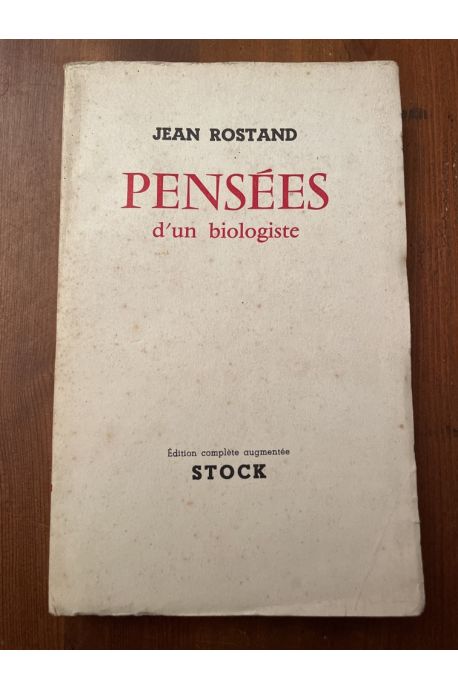 JEAN ROSTAND
PENSÉES
d'un biologiste
Édition complète augmentée
STOCK